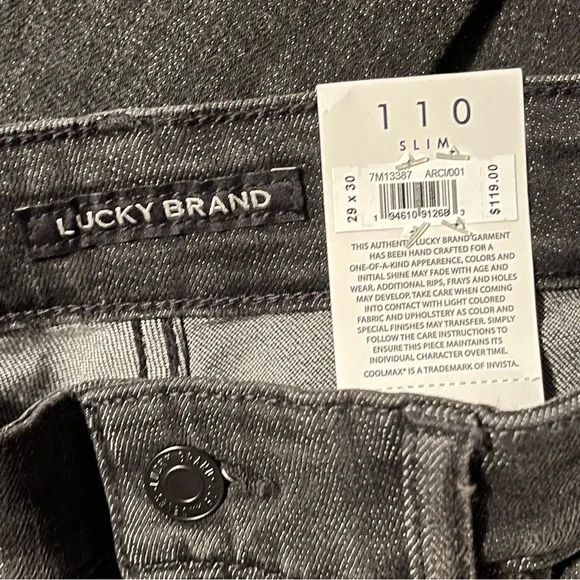 110
SLIM
7M13387 ARCI/001
29 X 30
$119.00
LUCKY BRAND
THIS AUTHENTIC LUCKY BRAND GARMENT
HAS BEEN HAND CRAFTED FOR A
ONE-OF-A-KIND APPEARENCE, COLORS AND
INITIAL SHINE MAY FADE WITH AGE AND
WEAR. ADDITIONAL RIPS, FRAYS AND HOLES
MAY DEVELOP, TAKE CARE WHEN COMING
INTO CONTACT WITH LIGHT COLORED
FABRIC AND UPHOLSTERY AS COLOR AND
SPECIAL FINISHES MAY TRANSFER. SIMPLY
FOLLOW THE CARE INSTRUCTIONS TO
ENSURE THIS PIECE MAINTAINS ITS
INDIVIDUAL CHARACTER OVER TIME.
COOLMAX® IS A TRADEMARK OF INVISTA.